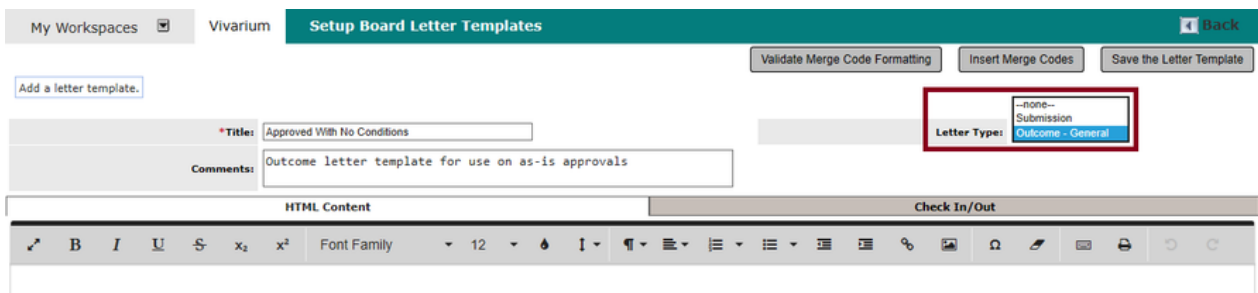 My Workspaces Vivarium Setup Board Letter Templates Back
Validate Merge Code Formatting Insert Merge Codes Save the Letter Template
Add a letter template.
--none--
Submission
*Title: Approved With No Conditions Letter Type: Outcome - General
Comments: Outcome letter template for use on as-is approvals
HTML Content Check In/Out
B I U S x₂ x² Font Family 12 ¶ Ω